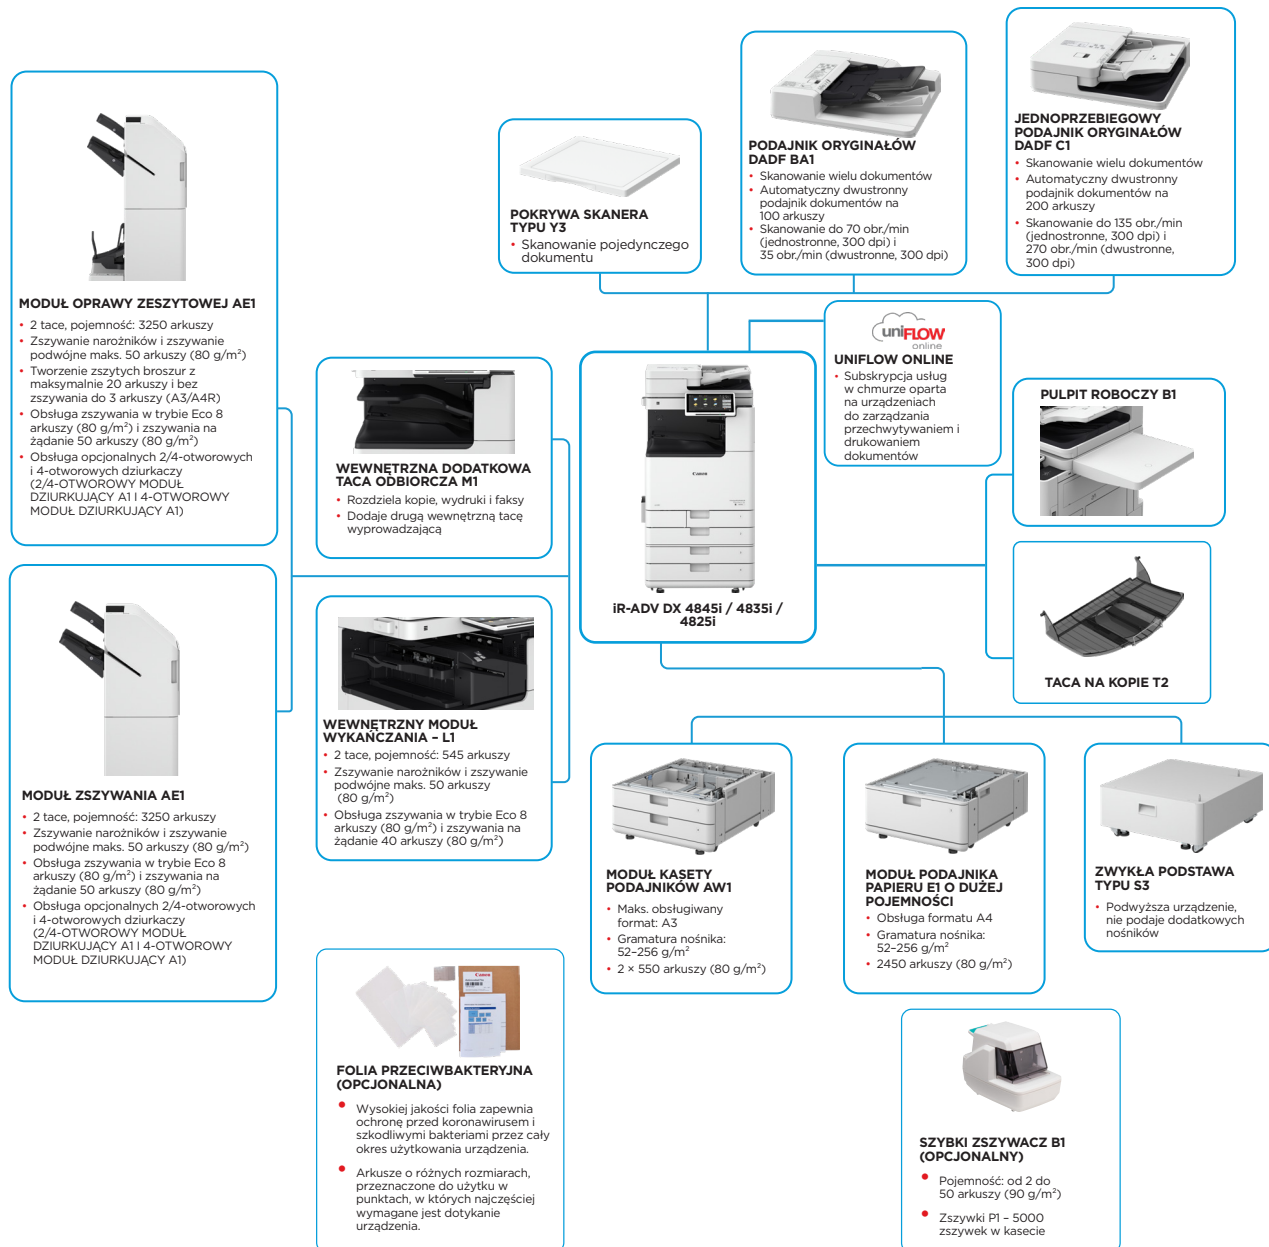 POKRYWA SKANERA
TYPU Y3
• Skanowanie pojedynczego
dokumentu
PODAJNIK ORYGINAŁÓW
DADF BA1
• Skanowanie wielu dokumentów
• Automatyczny dwustronny
podajnik dokumentów na
100 arkuszy
• Skanowanie do 70 obr./min
(jednostronne, 300 dpi) i
35 obr./min (dwustronne, 300 dpi)
JEDNOPRZEBIEGOWY
PODAJNIK ORYGINAŁÓW
DADF C1
• Skanowanie wielu dokumentów
• Automatyczny dwustronny
podajnik dokumentów na
200 arkuszy
• Skanowanie do 135 obr./min
(jednostronne, 300 dpi) i
270 obr./min (dwustronne,
300 dpi)
MODUŁ OPRAWY ZESZYTOWEJ AE1
• 2 tace, pojemność: 3250 arkuszy
• Zszywanie narożników i zszywanie
podwójne maks. 50 arkuszy (80 g/m²)
• Tworzenie zszytych broszur z
maksymalnie 20 arkuszy i bez
zszywania do 3 arkuszy (A3/A4R)
• Obsługa zszywania w trybie Eco 8
arkuszy (80 g/m²) i zszywania na
żądanie 50 arkuszy (80 g/m²)
• Obsługa opcjonalnych 2/4-otworowych
i 4-otworowych dziurkaczy
(2/4-OTWOROWY MODUŁ
DZIURKUJĄCY A1 I 4-OTWOROWY
MODUŁ DZIURKUJĄCY A1)
WEWNĘTRZNA DODATKOWA
TACA ODBIORCZA M1
• Rozdziela kopie, wydruki i faksy
• Dodaje drugą wewnętrzną tacę
wyprowadzającą
Canon
iR-ADV DX 4845i / 4835i /
4825i
uniFLOW
online
UNIFLOW ONLINE
• Subskrypcja usług
w chmurze oparta
na urządzeniach
do zarządzania
przechwytywaniem i
drukowaniem
dokumentów
PULPIT ROBOCZY B1
TACA NA KOPIE T2
MODUŁ ZSZYWANIA AE1
• 2 tace, pojemność: 3250 arkuszy
• Zszywanie narożników i zszywanie
podwójne maks. 50 arkuszy (80 g/m²)
• Obsługa zszywania w trybie Eco 8
arkuszy (80 g/m²) i zszywania na
żądanie 50 arkuszy (80 g/m²)
• Obsługa opcjonalnych 2/4-otworowych
i 4-otworowych dziurkaczy
(2/4-OTWOROWY MODUŁ
DZIURKUJĄCY A1 I 4-OTWOROWY
MODUŁ DZIURKUJĄCY A1)
WEWNĘTRZNY MODUŁ
WYKAŃCZANIA – L1
• 2 tace, pojemność: 545 arkuszy
• Zszywanie narożników i zszywanie
podwójne maks. 50 arkuszy
(80 g/m²)
• Obsługa zszywania w trybie Eco 8
arkuszy (80 g/m²) i zszywania na
żądanie 40 arkuszy (80 g/m²)
MODUŁ KASETY
PODAJNIKÓW AW1
• Maks. obsługiwany
format: A3
• Gramatura nośnika:
52–256 g/m²
• 2 × 550 arkuszy (80 g/m²)
MODUŁ PODAJNIKA
PAPIERU E1 O DUŻEJ
POJEMNOŚCI
• Obsługa formatu A4
• Gramatura nośnika:
52–256 g/m²
• 2450 arkuszy (80 g/m²)
ZWYKŁA PODSTAWA
TYPU S3
• Podwyższa urządzenie,
nie podaje dodatkowych
nośników
Canon
FOLIA PRZECIWBAKTERYJNA
(OPCJONALNA)
• Wysokiej jakości folia zapewnia
ochronę przed koronawirusem i
szkodliwymi bakteriami przez cały
okres użytkowania urządzenia.
• Arkusze o różnych rozmiarach,
przeznaczone do użytku w
punktach, w których najczęściej
wymagane jest dotykanie
urządzenia.
SZYBKI ZSZYWACZ B1
(OPCJONALNY)
• Pojemność: od 2 do
50 arkuszy (90 g/m²)
• Zszywki P1 – 5000
zszywek w kasecie